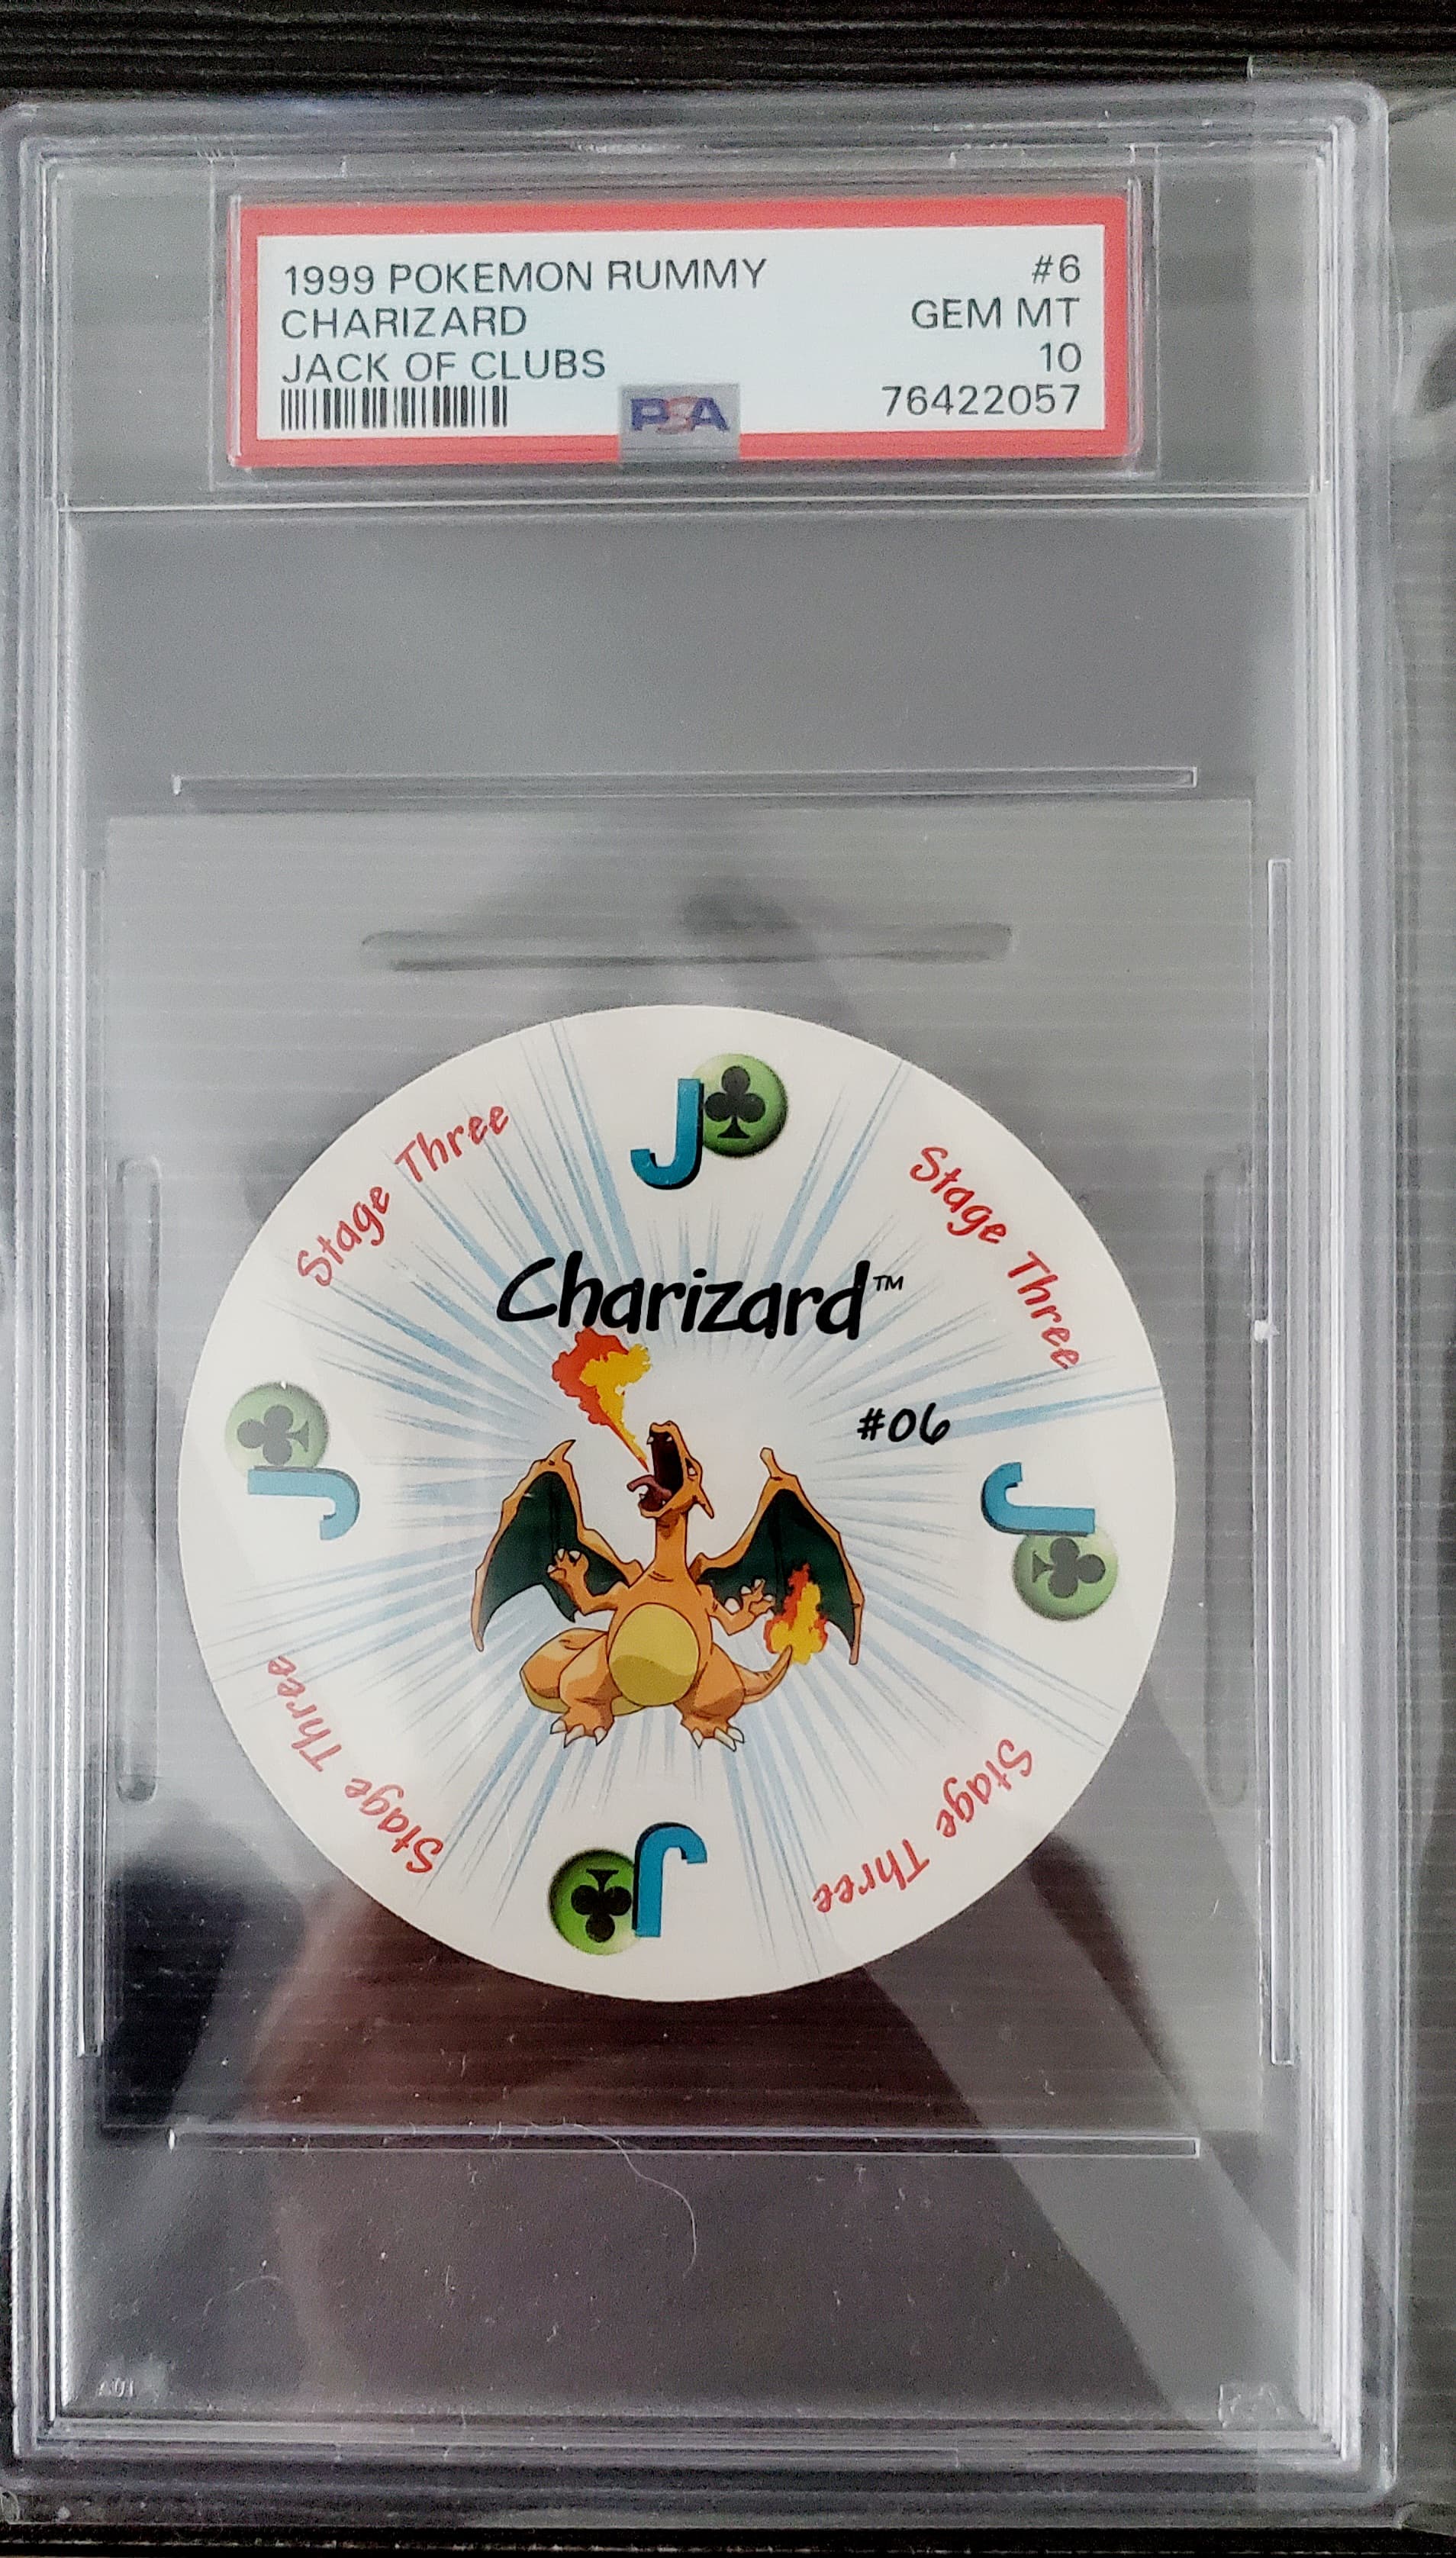 1999 POKEMON RUMMY #6
CHARIZARD GEM MT
JACK OF CLUBS 10
PSA 76422057
J
Stage Three
Stage Three
Charizard™
#06
J
J
Stage Three
Stage Three
J